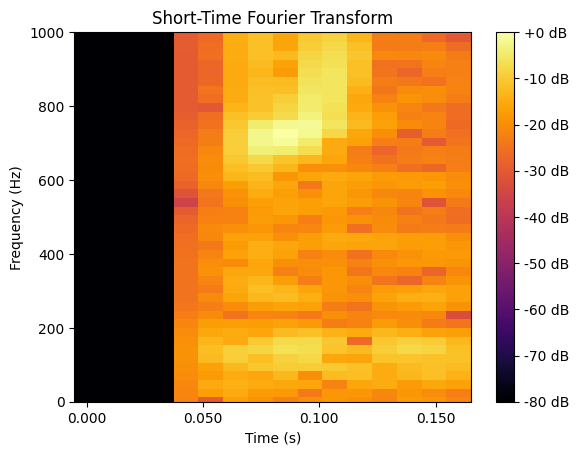 Short-Time Fourier Transform
1000
800
600
400
200
0
Frequency (Hz)
0.000
0.050
0.100
0.150
Time (s)
+0 dB
-10 dB
-20 dB
-30 dB
-40 dB
-50 dB
-60 dB
-70 dB
-80 dB